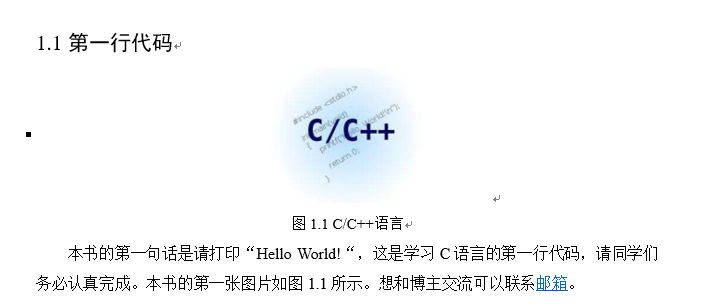 1.1 第一行代码
#include <stdio.h>
int main(void)
{ printf("Hello World!\n");
return 0;
}
C/C++
图 1.1 C/C++语言
本书的第一句话是请打印“Hello World!“，这是学习 C 语言的第一行代码，请同学们
务必认真完成。本书的第一张图片如图 1.1 所示。想和博主交流可以联系邮箱。